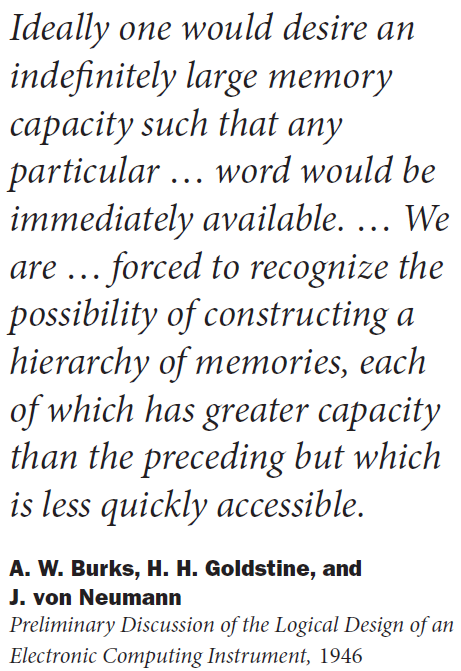 Ideally one would desire an
indefinitely large memory
capacity such that any
particular … word would be
immediately available. … We
are … forced to recognize the
possibility of constructing a
hierarchy of memories, each
of which has greater capacity
than the preceding but which
is less quickly accessible.
A. W. Burks, H. H. Goldstine, and
J. von Neumann
Preliminary Discussion of the Logical Design of an
Electronic Computing Instrument, 1946